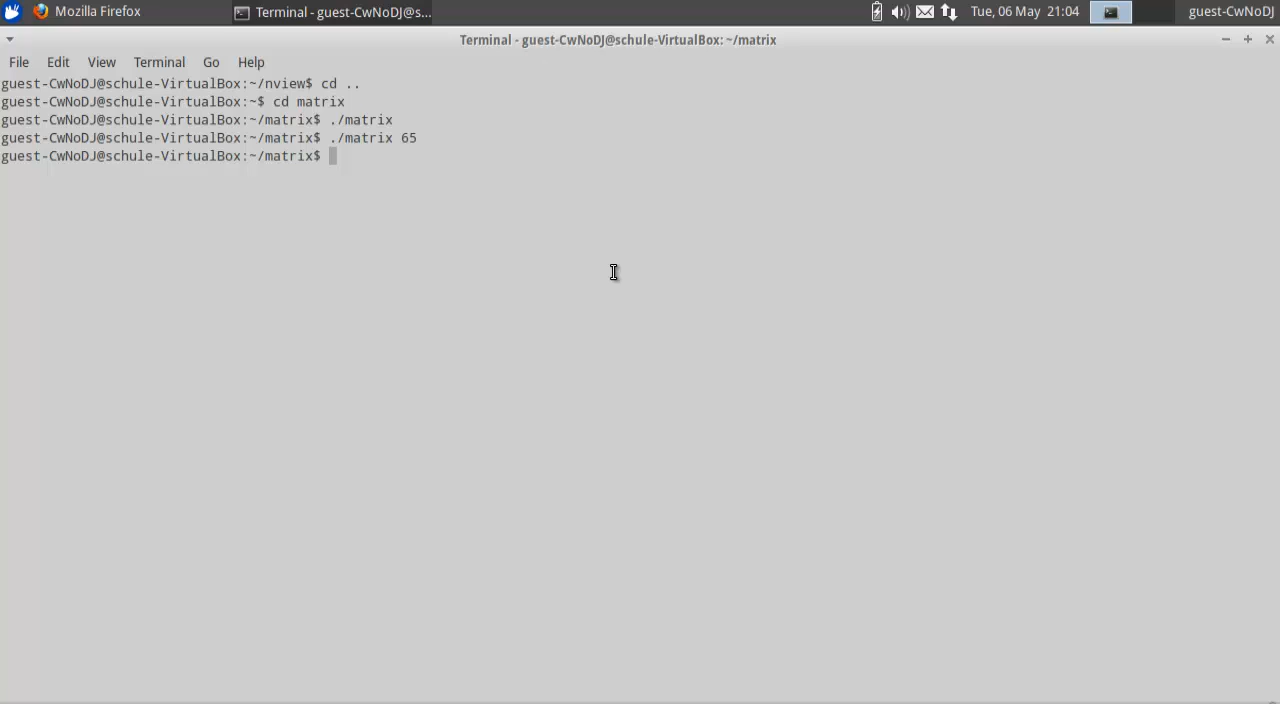 Mozilla Firefox Terminal - guest-CwNoDJ@s... Tue, 06 May 21:04 guest-CwNoDJ
Terminal - guest-CwNoDJ@schule-VirtualBox: ~/matrix
File Edit View Terminal Go Help
guest-CwNoDJ@schule-VirtualBox:~/nview$ cd ..
guest-CwNoDJ@schule-VirtualBox:~$ cd matrix
guest-CwNoDJ@schule-VirtualBox:~/matrix$ ./matrix
guest-CwNoDJ@schule-VirtualBox:~/matrix$ ./matrix 65
guest-CwNoDJ@schule-VirtualBox:~/matrix$